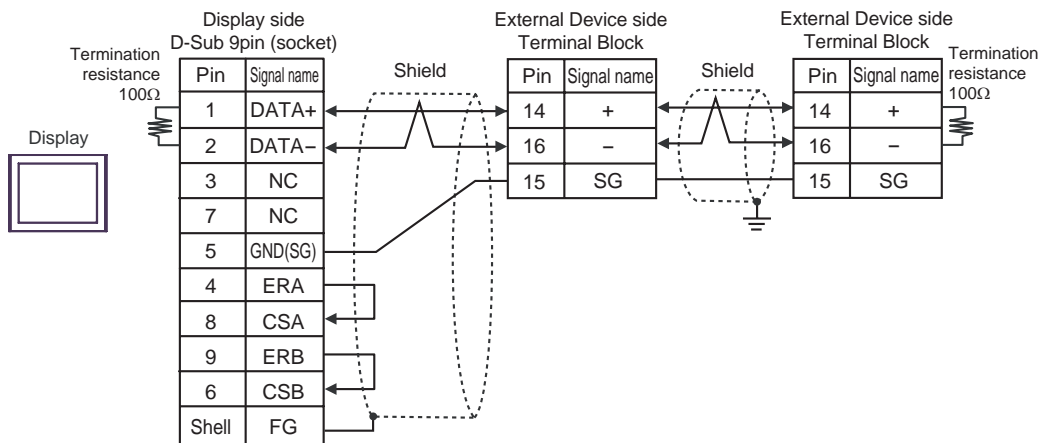 Display side
D-Sub 9pin (socket)
External Device side
Terminal Block
External Device side
Terminal Block
Termination
resistance
100Ω
Shield
Shield
Termination
resistance
100Ω
Display
Pin Signal name
1 DATA+
2 DATA−
3 NC
7 NC
5 GND(SG)
4 ERA
8 CSA
9 ERB
6 CSB
Shell FG
Pin Signal name
14 +
16 −
15 SG
Pin Signal name
14 +
16 −
15 SG